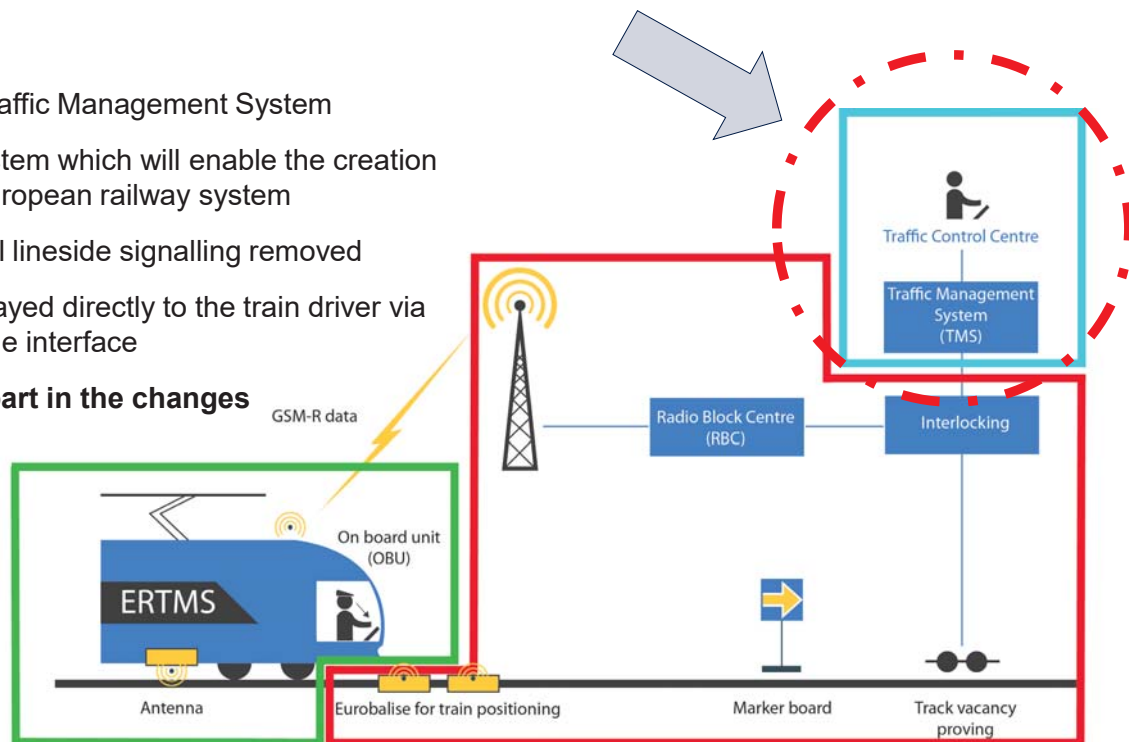 affic Management System
stem which will enable the creation
uropean railway system
l lineside signalling removed
ayed directly to the train driver via
e interface
art in the changes
GSM-R data
Traffic Control Centre
Traffic Management
System
(TMS)
Radio Block Centre
(RBC)
Interlocking
On board unit
(OBU)
ERTMS
Antenna
Eurobalise for train positioning
Marker board
Track vacancy
proving